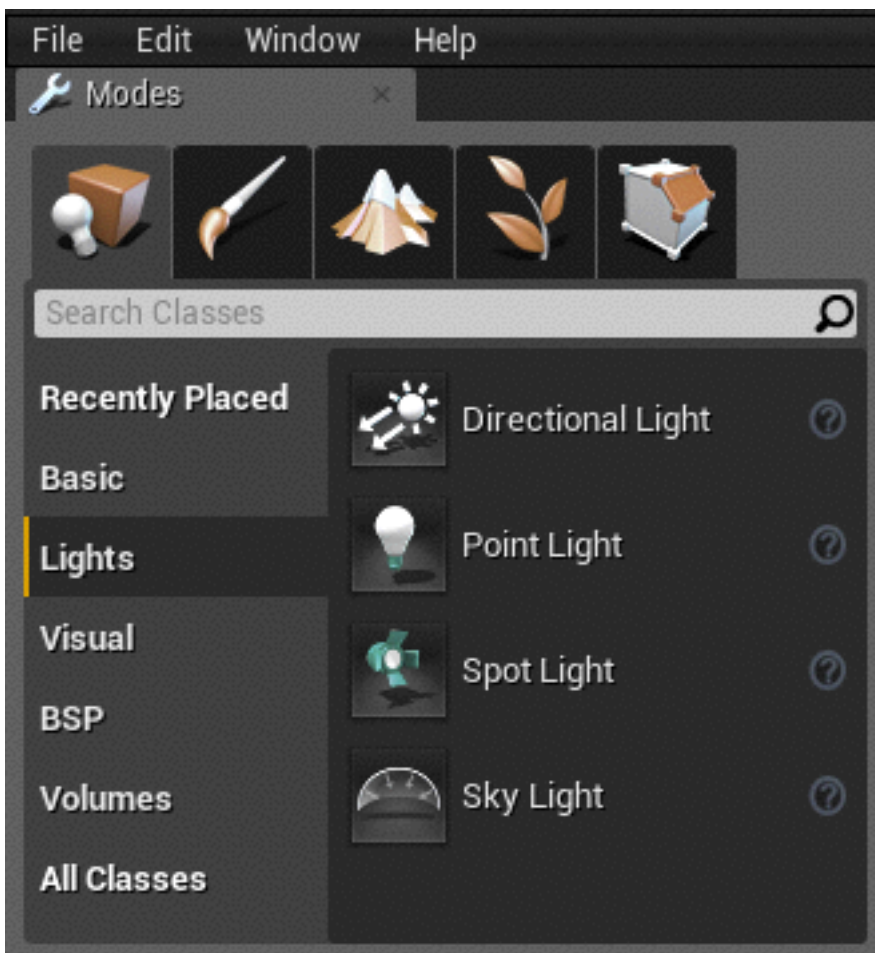 File Edit Window Help
Modes
Search Classes
Recently Placed
Basic
Lights
Visual
BSP
Volumes
All Classes
Directional Light
Point Light
Spot Light
Sky Light